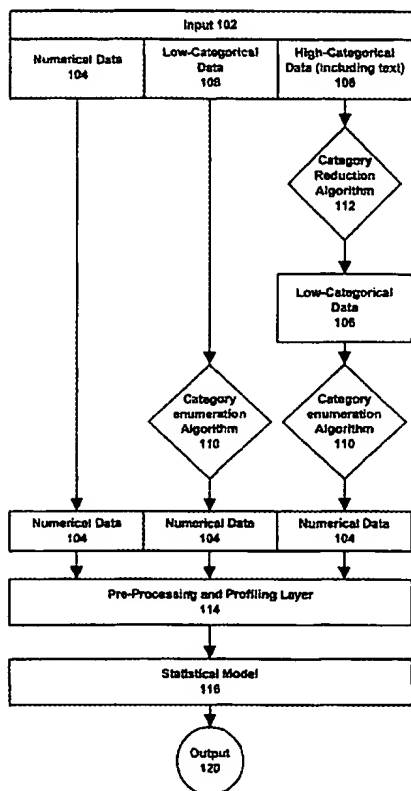 Input 102
Numerical Data
104
Low-Categorical
Data
108
High-Categorical
Data (Including text)
106
Category
Reduction
Algorithm
112
Low-Categorical
Data
106
Category
enumeration
Algorithm
110
Category
enumeration
Algorithm
110
Numerical Data
104
Numerical Data
104
Numerical Data
104
Pre-Processing and Profiling Layer
114
Statistical Model
116
Output
120